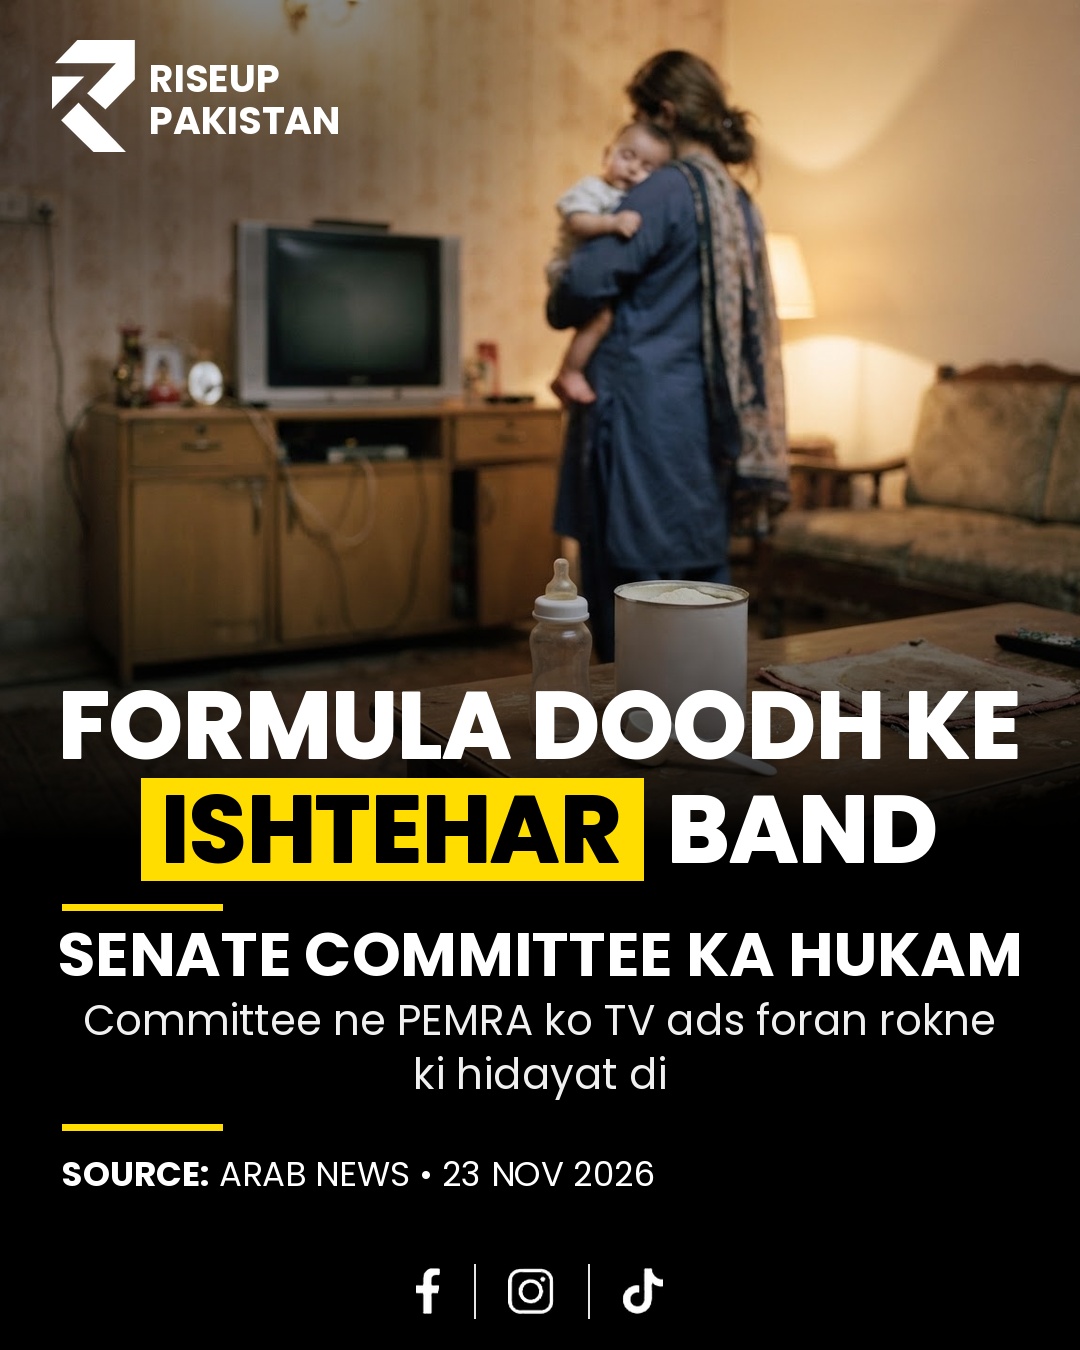 RISEUP
PAKISTAN
FORMULA DOODH KE
ISHTEHAR BAND
SENATE COMMITTEE KA HUKAM
Committee ne PEMRA ko TV ads foran rokne
ki hidayat di
SOURCE: ARAB NEWS • 23 NOV 2026